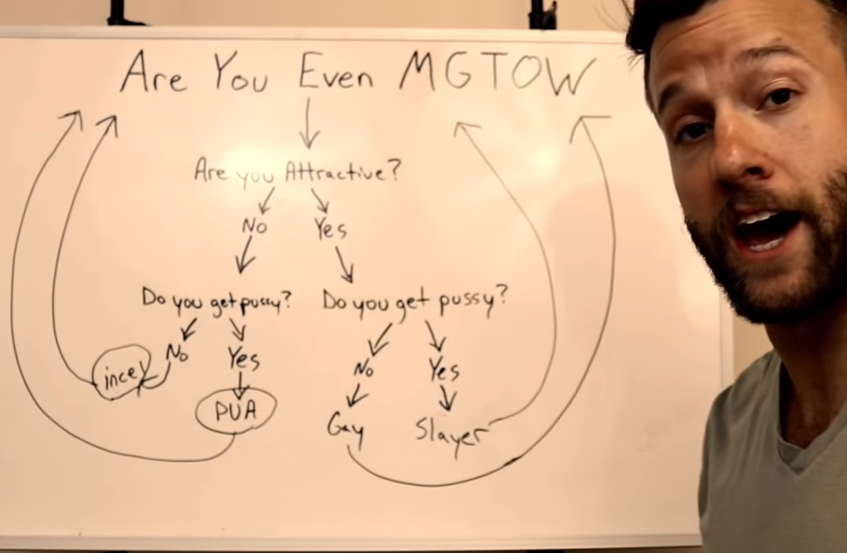 Are You Even MGTOW
Are you Attractive?
No Yes
Do you get pussy? Do you get pussy?
No Yes No Yes
incel PUA Gay Slayer